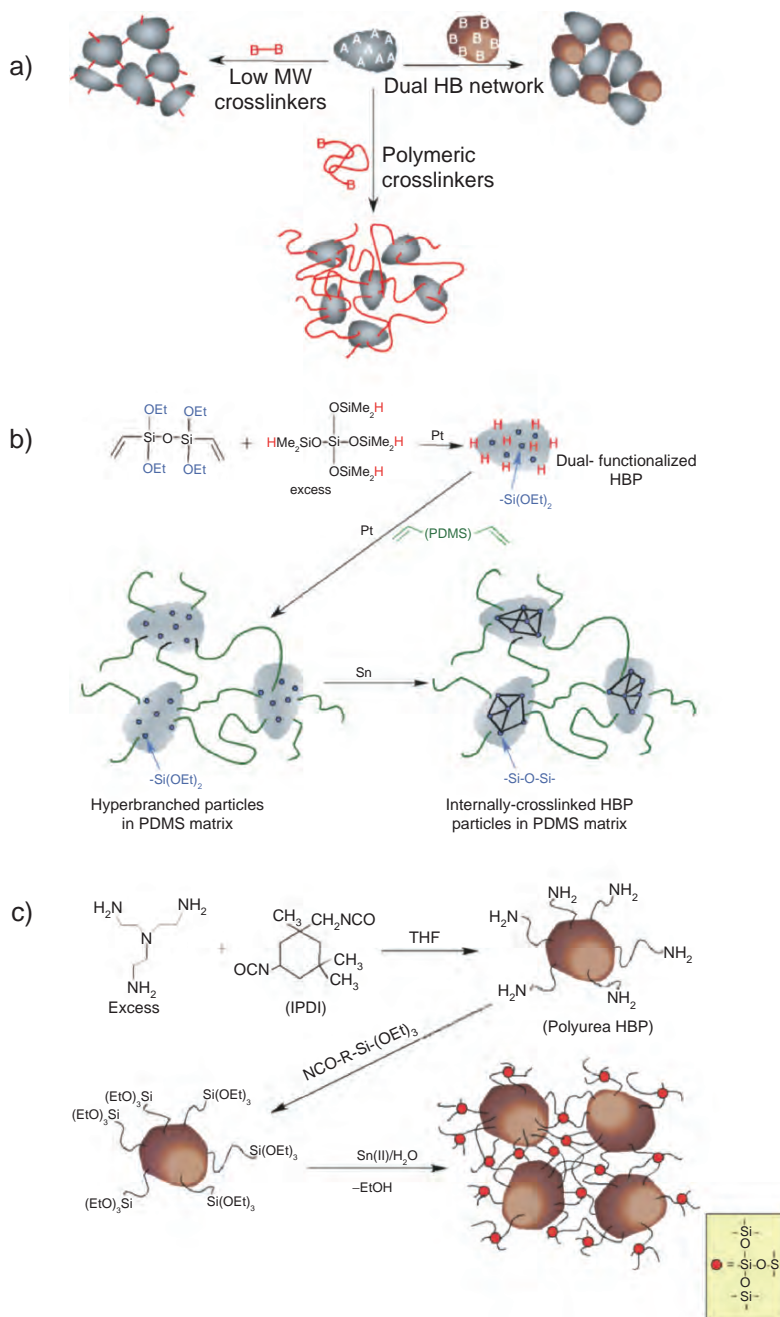 a)
B–B
Low MW
crosslinkers
A A A A A A A A
B B B B B B B
Dual HB network
B
B
Polymeric
crosslinkers
b)
OEt OEt
Si O Si
OEt OEt
+
OSiMe₂H
HMe₂SiO–Si–OSiMe₂H
OSiMe₂H
excess
Pt
H H H H H H H H H
Dual- functionalized
HBP
-Si(OEt)₂
Pt
(PDMS)
Sn
-Si(OEt)₂
-Si-O-Si-
Hyperbranched particles
in PDMS matrix
Internally-crosslinked HBP
particles in PDMS matrix
c)
H₂N NH₂
N
NH₂
Excess
+
CH₃ CH₂NCO
OCN CH₃
CH₃
(IPDI)
THF
NH₂
NH₂
H₂N
NH₂
H₂N
NH₂
(Polyurea HBP)
NCO-R-Si-(OEt)₃
(EtO)₃Si Si(OEt)₃
(EtO)₃Si
Si(OEt)₃
(EtO)₃Si
Si(OEt)₃
Sn(II)/H₂O
–EtOH
–Si–
O
= –Si-O-S
O
–Si–